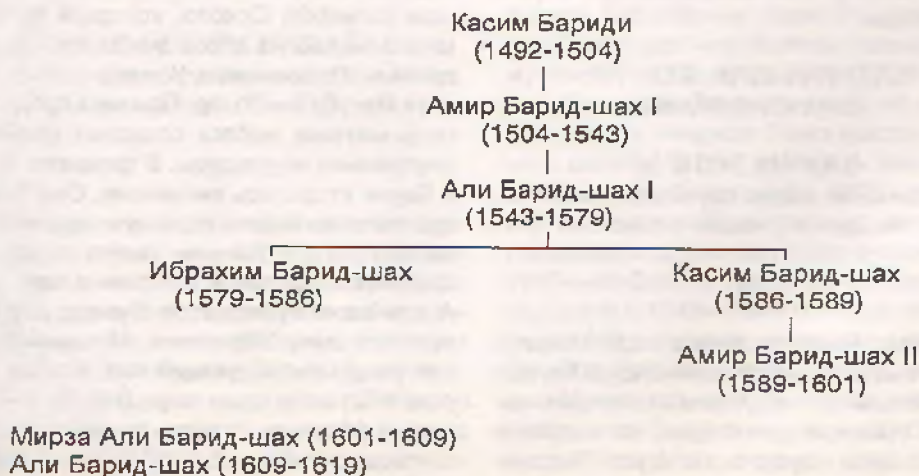 Касим Бариди
(1492-1504)
Амир Барид-шах I
(1504-1543)
Али Барид-шах I
(1543-1579)
Ибрахим Барид-шах
(1579-1586)
Касим Барид-шах
(1586-1589)
Амир Барид-шах II
(1589-1601)
Мирза Али Барид-шах (1601-1609)
Али Барид-шах (1609-1619)